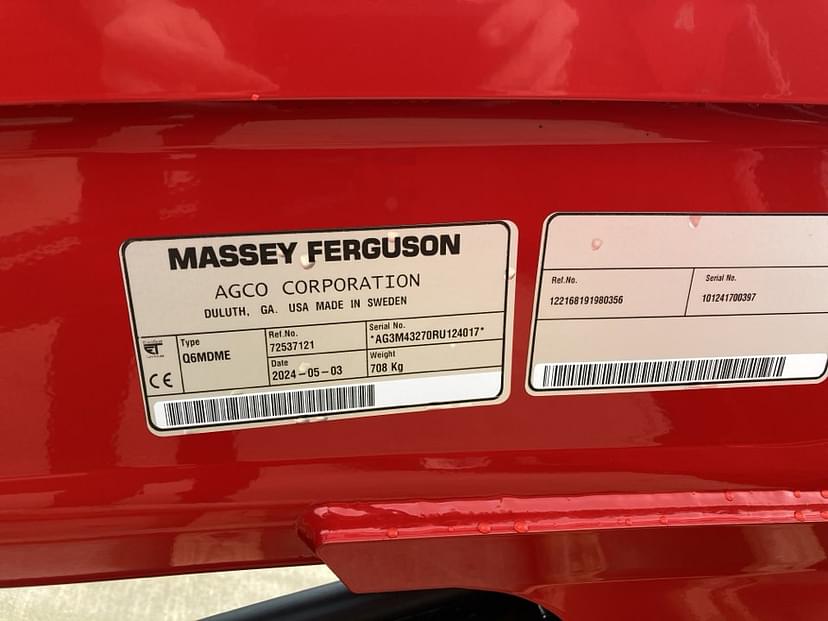 MASSEY FERGUSON
AGCO CORPORATION
DULUTH, GA. USA MADE IN SWEDEN
Type
Q6MDME
Ref.No.
72537121
Serial No.
*AG3M43270RU124017*
Date
2024-05-03
Weight
708 Kg
CE
Ref.No.
122168191980356
Serial No.
101241700397